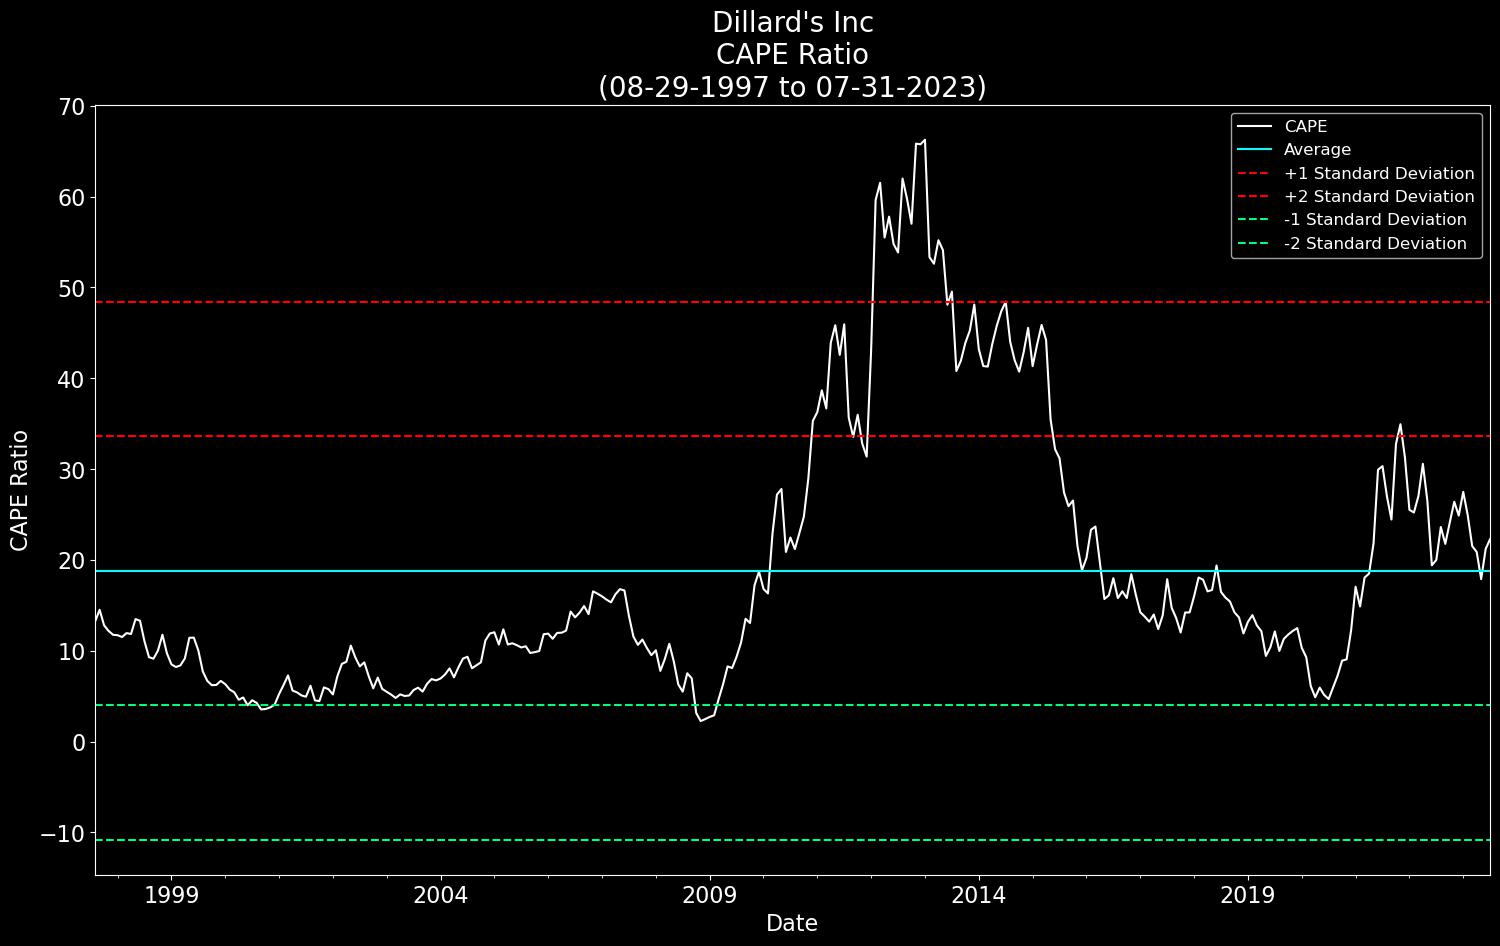 Dillard's Inc
CAPE Ratio
(08-29-1997 to 07-31-2023)
CAPE
Average
+1 Standard Deviation
+2 Standard Deviation
-1 Standard Deviation
-2 Standard Deviation
CAPE Ratio
70
60
50
40
30
20
10
0
−10
1999 2004 2009 2014 2019
Date